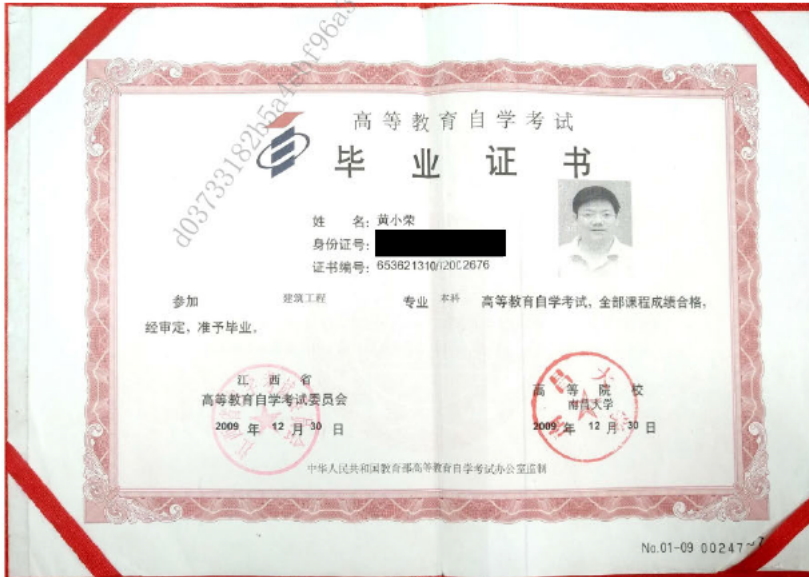 高等教育自学考试
毕业证书
姓 名：黄小荣
身份证号：
证书编号：
参加 建筑工程 专业 本科 高等教育自学考试，全部课程成绩合格，
经审定，准予毕业。
江西省
高等教育自学考试委员会
2009 年 12 月 30 日
高等院校
南昌大学
2009 年 12 月 30 日
中华人民共和国教育部高等教育自学考试办公室监制
No.01-09